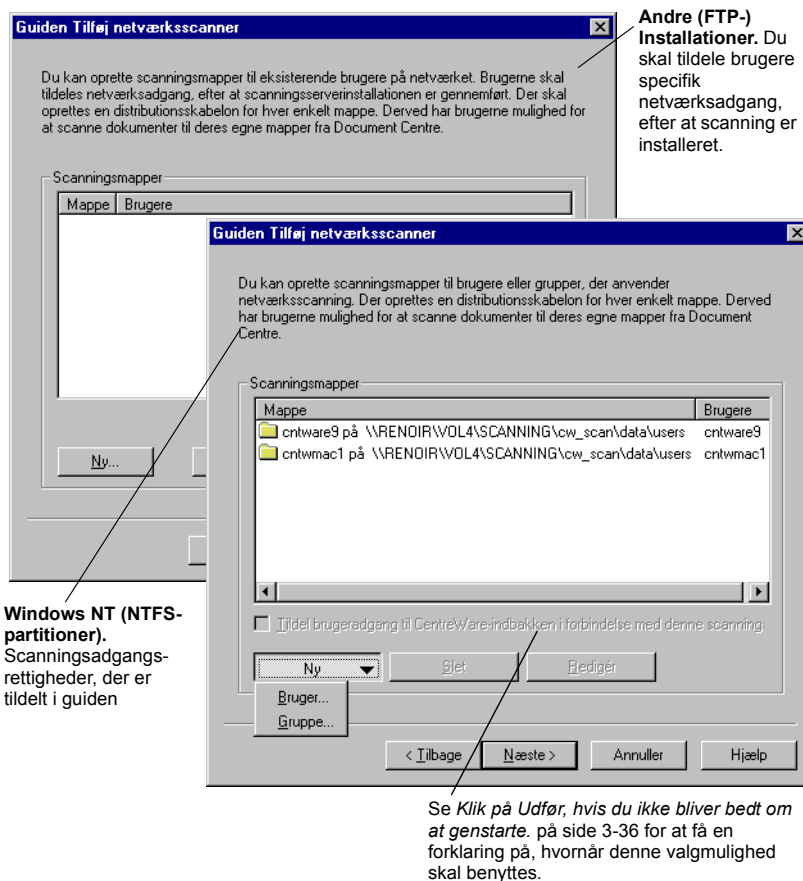 Guiden Tilføj netværksscanner
Du kan oprette scanningsmapper til eksisterende brugere på netværket. Brugerne skal
tildeles netværksadgang, efter at scanningsserverinstallationen er gennemført. Der skal
oprettes en distributionsskabelon for hver enkelt mappe. Derved har brugerne mulighed for
at scanne dokumenter til deres egne mapper fra Document Centre.
Scanningsmapper
Mappe Brugere
Ny...
Andre (FTP-)
Installationer. Du
skal tildele brugere
specifik
netværksadgang,
efter at scanning er
installeret.
Guiden Tilføj netværksscanner
Du kan oprette scanningsmapper til brugere eller grupper, der anvender
netværksscanning. Der oprettes en distributionsskabelon for hver enkelt mappe. Derved
har brugerne mulighed for at scanne dokumenter til deres egne mapper fra Document
Centre.
Scanningsmapper
Mappe Brugere
cntware9 på \\RENOIR\VOL4\SCANNING\cw_scan\data\users cntware9
cntwmac1 på \\RENOIR\VOL4\SCANNING\cw_scan\data\users cntwmac1
Tildel brugeradgang til CentreWare-indbakken i forbindelse med denne scanning
Ny Slet Redigér
Bruger...
Gruppe...
< Tilbage Næste > Annuller Hjælp
Windows NT (NTFS-
partitioner).
Scanningsadgangs-
rettigheder, der er
tildelt i guiden
Se Klik på Udfør, hvis du ikke bliver bedt om
at genstarte. på side 3-36 for at få en
forklaring på, hvornår denne valgmulighed
skal benyttes.